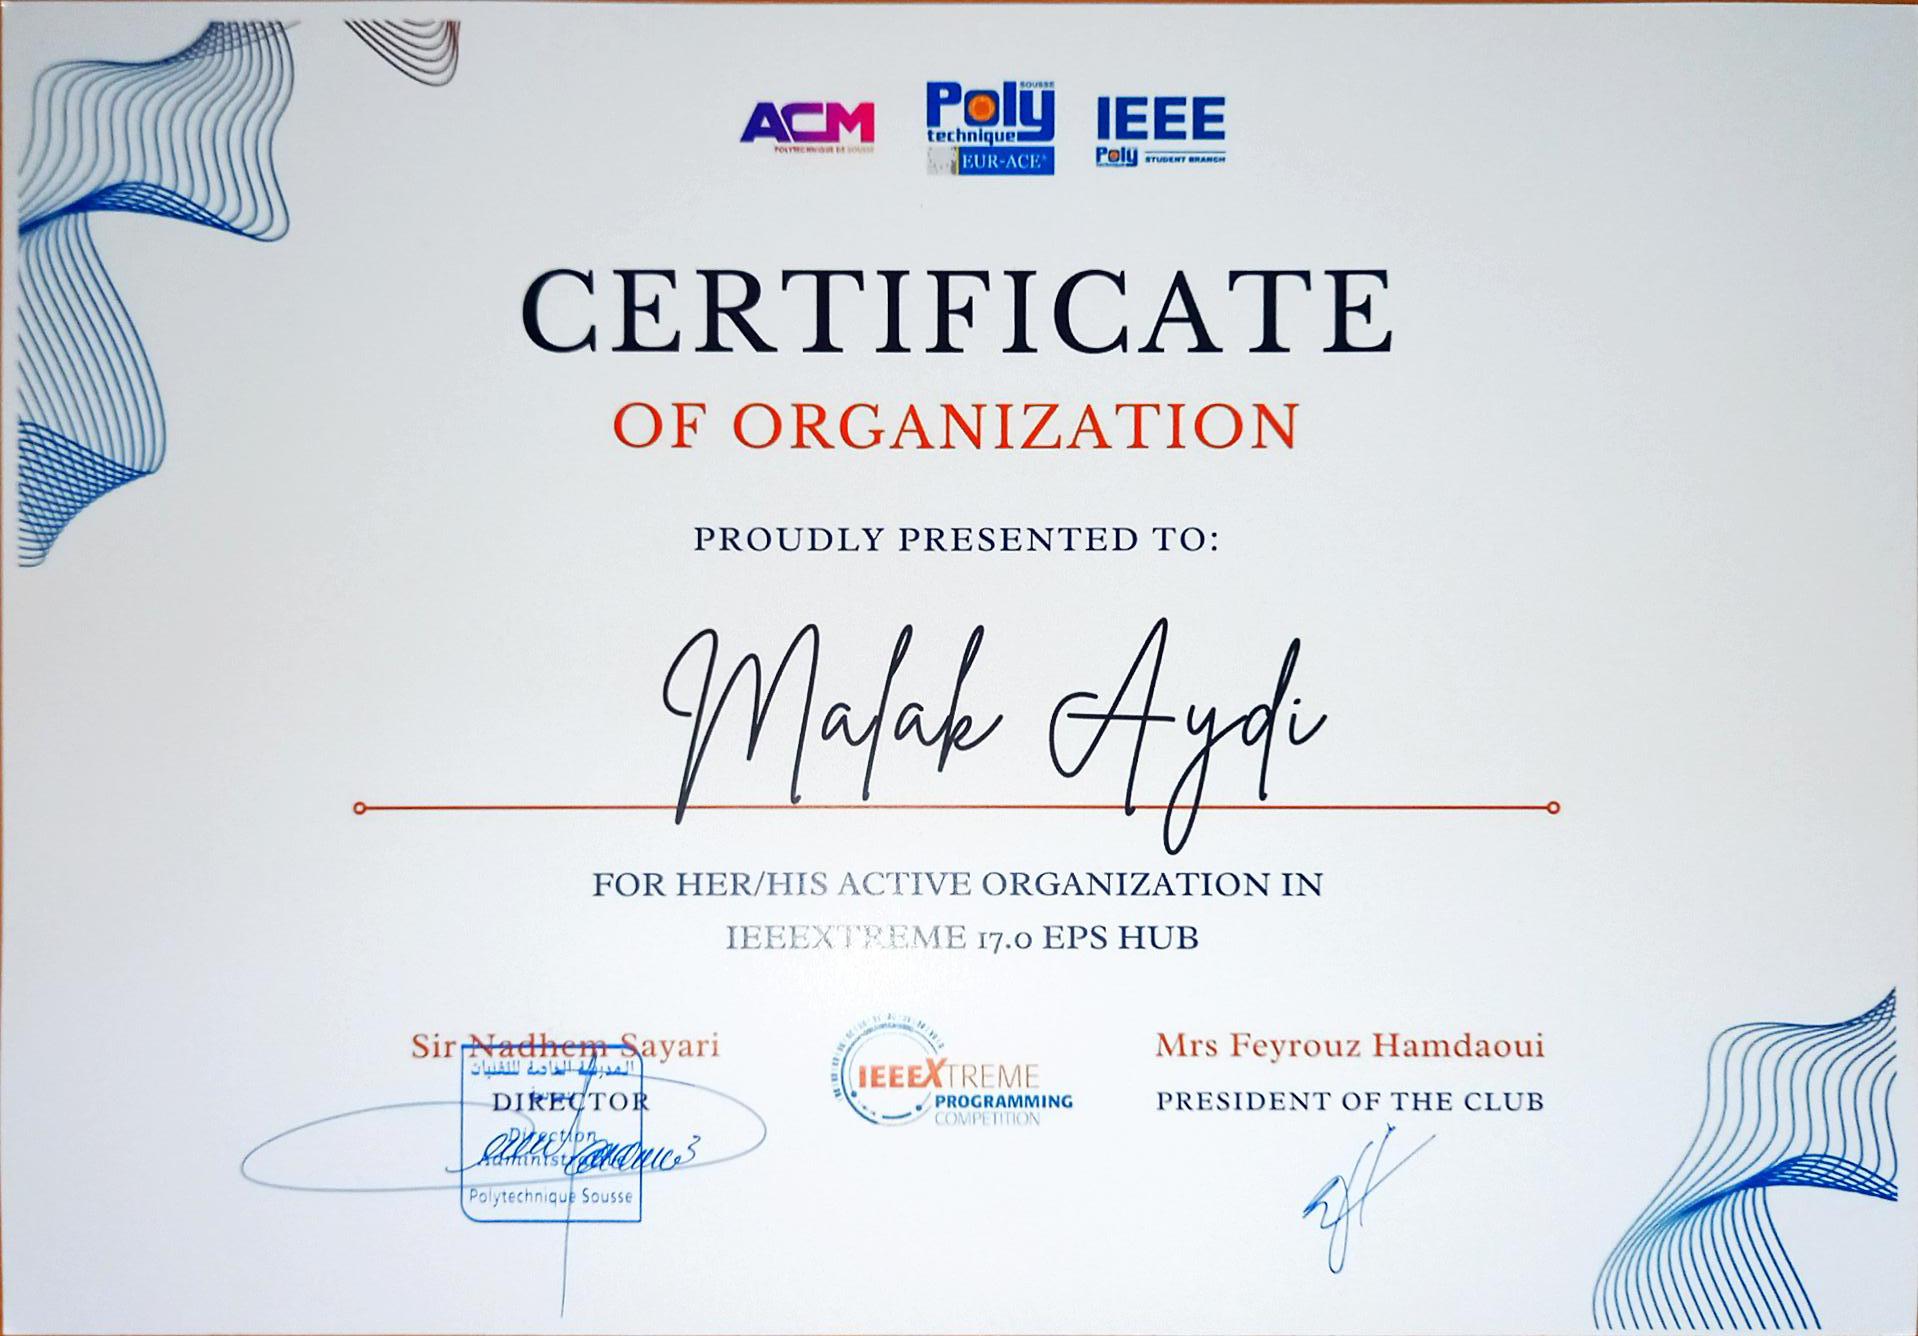 ACM
POLYTECHNIQUE DE SOUSSE
SOUSSE
Poly
technique
EUR-ACE®
IEEE
Poly STUDENT BRANCH
CERTIFICATE
OF ORGANIZATION
PROUDLY PRESENTED TO:
Malak Aydi
FOR HER/HIS ACTIVE ORGANIZATION IN
IEEEXTREME 17.0 EPS HUB
Sir Nadhem Sayari
المدرسة الخاصة للتقنيات
DIRECTOR
Direction
Polytechnique Sousse
IEEEXTREME
PROGRAMMING
COMPETITION
Mrs Feyrouz Hamdaoui
PRESIDENT OF THE CLUB